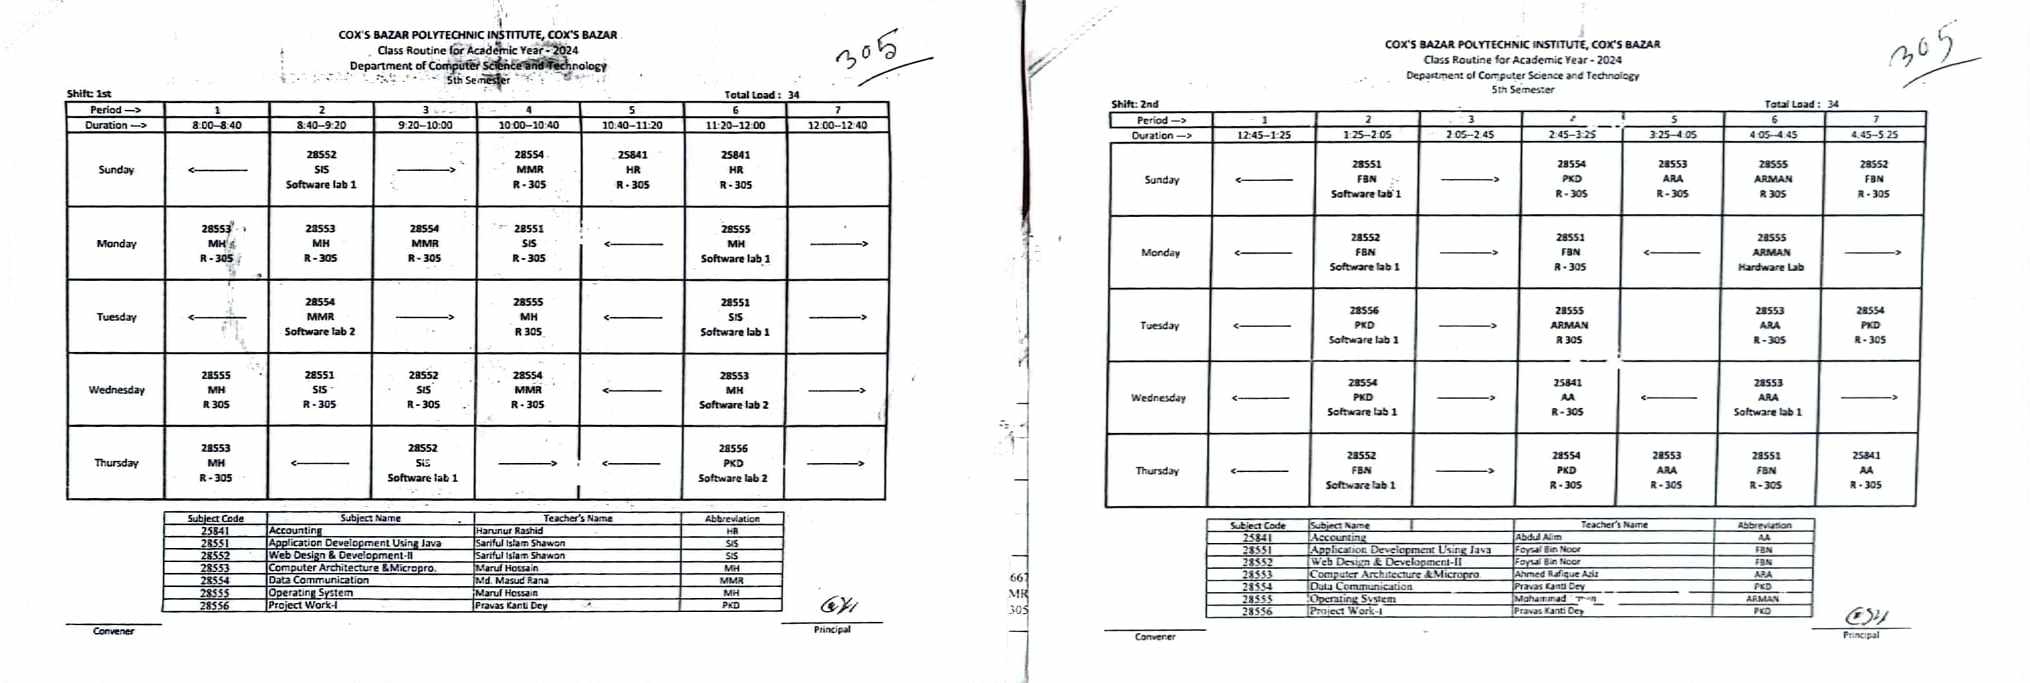 COX'S BAZAR POLYTECHNIC INSTITUTE, COX'S BAZAR
Class Routine for Academic Year - 2024
Department of Computer Science and Technology
5th Semester
305
Shift: 1st Total Load : 34
Period —> 1 2 3 4 5 6 7
Duration —> 8:00–8:40 8:40–9:20 9:20–10:00 10:00–10:40 10:40–11:20 11:20–12:00 12:00–12:40
28552 28554 25841 25841
Sunday <——— SIS ———> MMR HR HR
Software lab 1 R - 305 R - 305 R - 305
28553 28553 28554 28551 28555
Monday MH MH MMR SIS <——— MH ———>
R - 305 R - 305 R - 305 R - 305 Software lab 1
28554 28555 28551
Tuesday <——— MMR ———> MH <——— SIS ———>
Software lab 2 R 305 Software lab 1
28555 28551 28552 28554 28553
Wednesday MH SIS SIS MMR <——— MH ———>
R 305 R - 305 R - 305 R - 305 Software lab 2
28553 28552 28556
Thursday MH <——— SIS ———> <——— PKD ———>
R - 305 Software lab 1 Software lab 2
Subject Code Subject Name Teacher's Name Abbreviation
25841 Accounting Harunur Rashid HR
28551 Application Development Using Java Sariful Islam Shawon SIS
28552 Web Design & Development-II Sariful Islam Shawon SIS
28553 Computer Architecture &Micropro. Maruf Hossain MH
28554 Data Communication Md. Masud Rana MMR
28555 Operating System Maruf Hossain MH
28556 Project Work-I Pravas Kanti Dey PKD
Convener Principal
667
MR
305
COX'S BAZAR POLYTECHNIC INSTITUTE, COX'S BAZAR
Class Routine for Academic Year - 2024
Department of Computer Science and Technology
5th Semester
305
Shift: 2nd Total Load : 34
Period —> 1 2 3 4 5 6 7
Duration —> 12:45–1:25 1:25–2:05 2:05–2:45 2:45–3:25 3:25–4:05 4:05–4:45 4:45–5:25
28551 28554 28553 28555 28552
Sunday <——— FBN ———> PKD ARA ARMAN FBN
Software lab 1 R - 305 R - 305 R 305 R - 305
28552 28551 28555
Monday <——— FBN ———> FBN <——— ARMAN ———>
Software lab 1 R - 305 Hardware Lab
28556 28555 28553 28554
Tuesday <——— PKD ———> ARMAN ARA PKD
Software lab 1 R 305 R - 305 R - 305
28554 25841 28553
Wednesday <——— PKD ———> AA <——— ARA ———>
Software lab 1 R - 305 Software lab 1
28552 28554 28553 28551 25841
Thursday <——— FBN ———> PKD ARA FBN AA
Software lab 1 R - 305 R - 305 R - 305 R - 305
Subject Code Subject Name Teacher's Name Abbreviation
25841 Accounting Abdul Alim AA
28551 Application Development Using Java Foysal Bin Noor FBN
28552 Web Design & Development-II Foysal Bin Noor FBN
28553 Computer Architecture &Micropro. Ahmed Rafique Aziz ARA
28554 Data Communication Pravas Kanti Dey PKD
28555 Operating System Mohammad ARMAN
28556 Project Work-I Pravas Kanti Dey PKD
Convener Principal